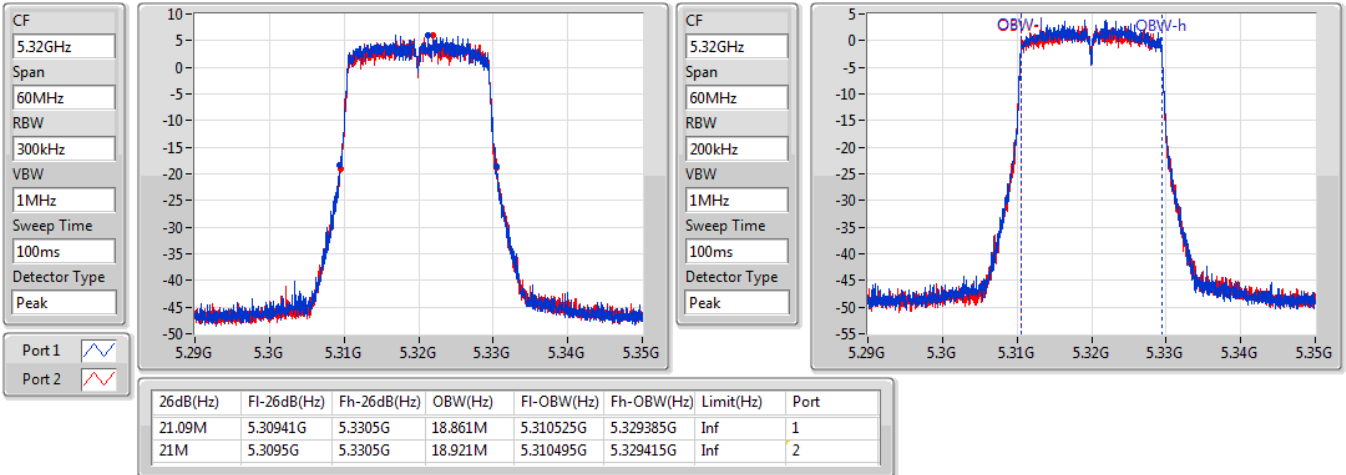 CF
5.32GHz
Span
60MHz
RBW
300kHz
VBW
1MHz
Sweep Time
100ms
Detector Type
Peak
10
5
0
-5
-10
-15
-20
-25
-30
-35
-40
-45
-50
5.29G 5.3G 5.31G 5.32G 5.33G 5.34G 5.35G
CF
5.32GHz
Span
60MHz
RBW
200kHz
VBW
1MHz
Sweep Time
100ms
Detector Type
Peak
OBW-l OBW-h
5
0
-5
-10
-15
-20
-25
-30
-35
-40
-45
-50
-55
5.29G 5.3G 5.31G 5.32G 5.33G 5.34G 5.35G
Port 1
Port 2
26dB(Hz) Fl-26dB(Hz) Fh-26dB(Hz) OBW(Hz) Fl-OBW(Hz) Fh-OBW(Hz) Limit(Hz) Port
21.09M 5.30941G 5.3305G 18.861M 5.310525G 5.329385G Inf 1
21M 5.3095G 5.3305G 18.921M 5.310495G 5.329415G Inf 2